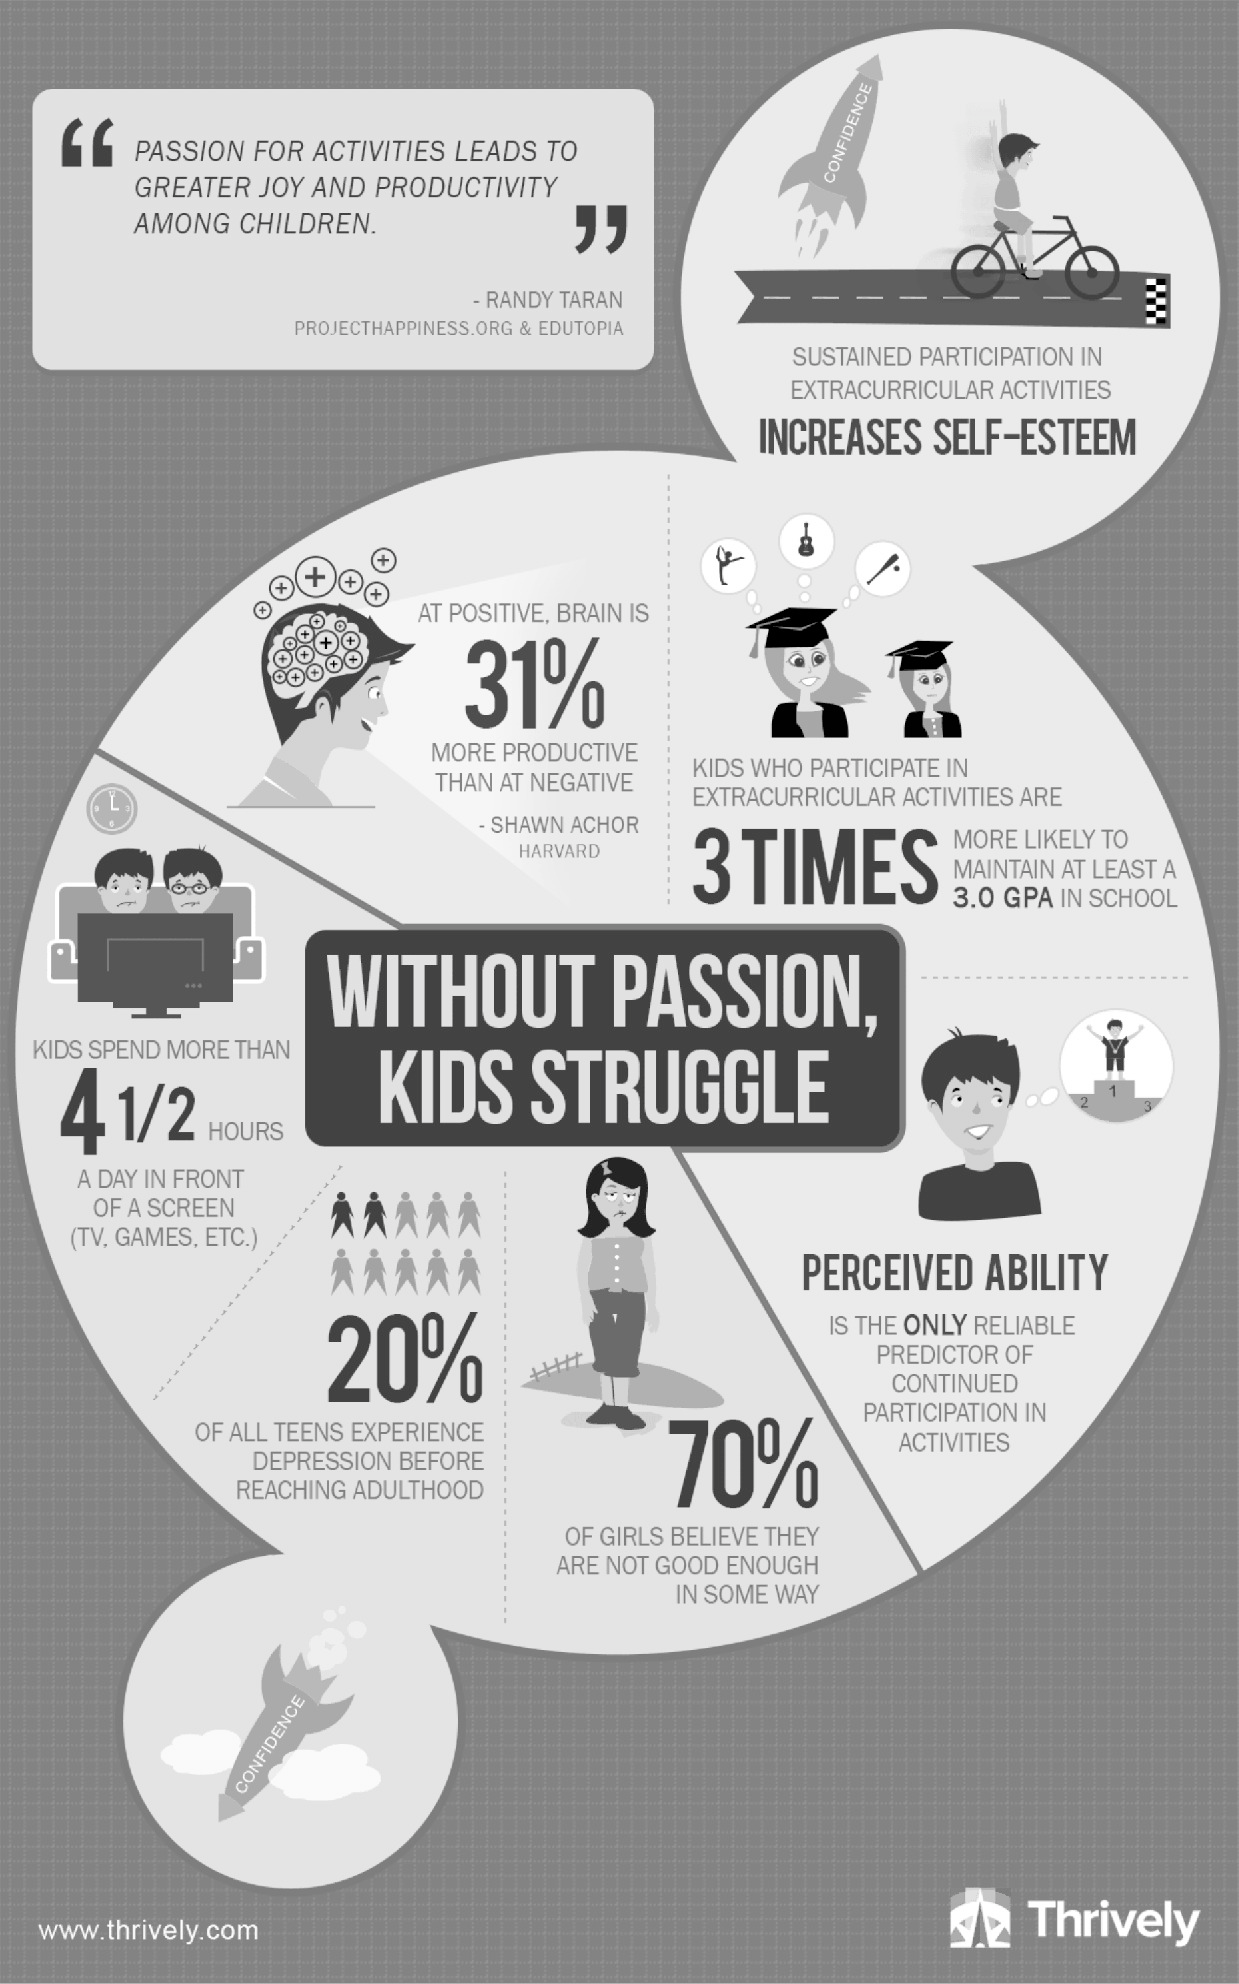 “ PASSION FOR ACTIVITIES LEADS TO
GREATER JOY AND PRODUCTIVITY
AMONG CHILDREN. ”
- RANDY TARAN
PROJECTHAPPINESS.ORG & EDUTOPIA
CONFIDENCE
SUSTAINED PARTICIPATION IN
EXTRACURRICULAR ACTIVITIES
INCREASES SELF-ESTEEM
AT POSITIVE, BRAIN IS
31%
MORE PRODUCTIVE
THAN AT NEGATIVE
- SHAWN ACHOR
HARVARD
KIDS WHO PARTICIPATE IN
EXTRACURRICULAR ACTIVITIES ARE
3 TIMES
MORE LIKELY TO
MAINTAIN AT LEAST A
3.0 GPA IN SCHOOL
12
9
3
6
WITHOUT PASSION,
KIDS STRUGGLE
KIDS SPEND MORE THAN
4 1/2 HOURS
A DAY IN FRONT
OF A SCREEN
(TV, GAMES, ETC.)
1
2
3
PERCEIVED ABILITY
IS THE ONLY RELIABLE
PREDICTOR OF
CONTINUED
PARTICIPATION IN
ACTIVITIES
20%
OF ALL TEENS EXPERIENCE
DEPRESSION BEFORE
REACHING ADULTHOOD
70%
OF GIRLS BELIEVE THEY
ARE NOT GOOD ENOUGH
IN SOME WAY
CONFIDENCE
www.thrively.com
Thrively